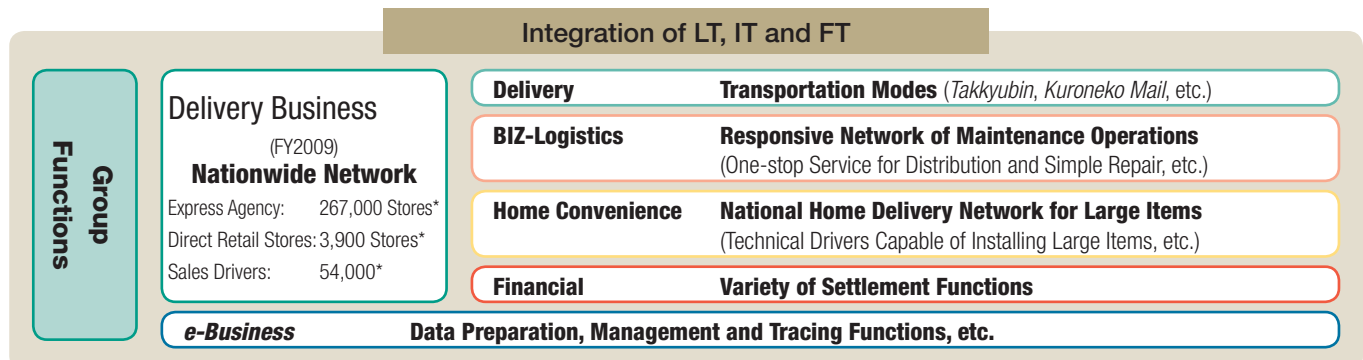 Integration of LT, IT and FT
Group
Functions
Delivery Business
(FY2009)
Nationwide Network
Express Agency: 267,000 Stores*
Direct Retail Stores: 3,900 Stores*
Sales Drivers: 54,000*
Delivery Transportation Modes (Takkyubin, Kuroneko Mail, etc.)
BIZ-Logistics Responsive Network of Maintenance Operations
(One-stop Service for Distribution and Simple Repair, etc.)
Home Convenience National Home Delivery Network for Large Items
(Technical Drivers Capable of Installing Large Items, etc.)
Financial Variety of Settlement Functions
e-Business Data Preparation, Management and Tracing Functions, etc.